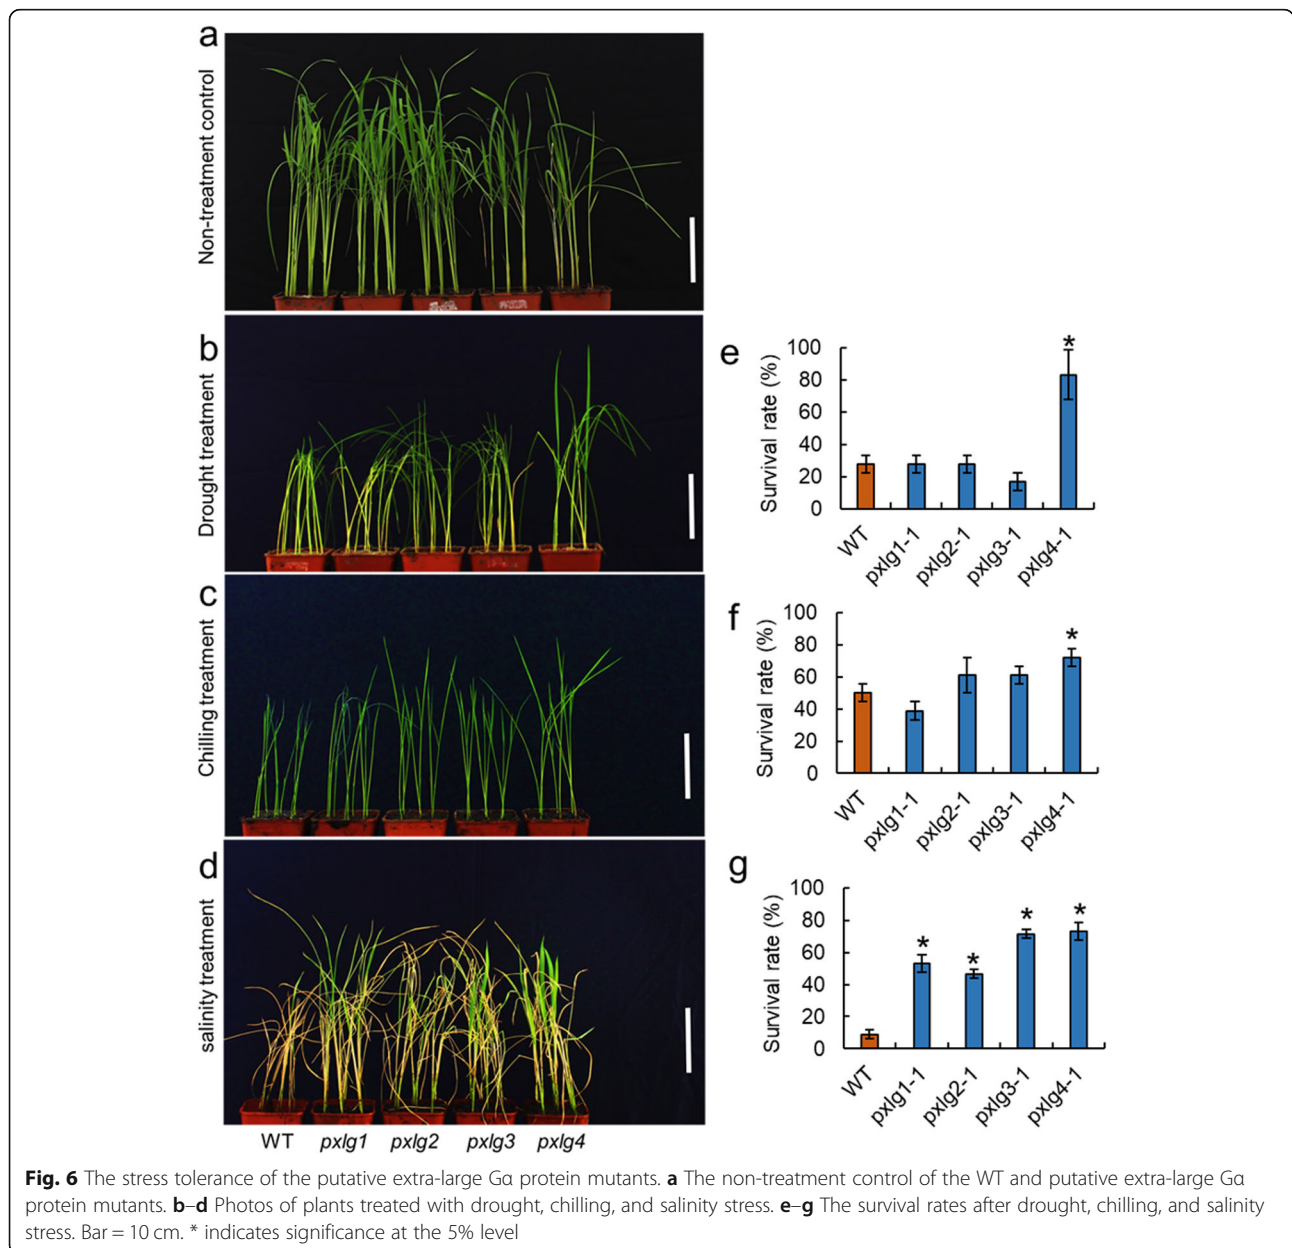 a
Non-treatment control
b
Drought treatment
c
Chilling treatment
d
salinity treatment
WT pxlg1 pxlg2 pxlg3 pxlg4
e
Survival rate (%)
100
80
60
40
20
0
*
WT pxlg1-1 pxlg2-1 pxlg3-1 pxlg4-1
f
Survival rate (%)
100
80
60
40
20
0
*
WT pxlg1-1 pxlg2-1 pxlg3-1 pxlg4-1
g
Survival rate (%)
100
80
60
40
20
0
* * * *
WT pxlg1-1 pxlg2-1 pxlg3-1 pxlg4-1
Fig. 6 The stress tolerance of the putative extra-large Gα protein mutants. a The non-treatment control of the WT and putative extra-large Gα
protein mutants. b–d Photos of plants treated with drought, chilling, and salinity stress. e–g The survival rates after drought, chilling, and salinity
stress. Bar = 10 cm. * indicates significance at the 5% level